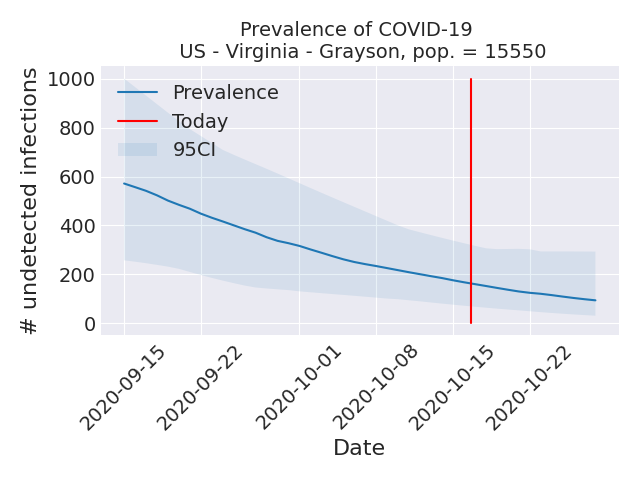 Prevalence of COVID-19
US - Virginia - Grayson, pop. = 15550
# undetected infections
1000
800
600
400
200
0
Prevalence
Today
95CI
2020-09-15
2020-09-22
2020-10-01
2020-10-08
2020-10-15
2020-10-22
Date